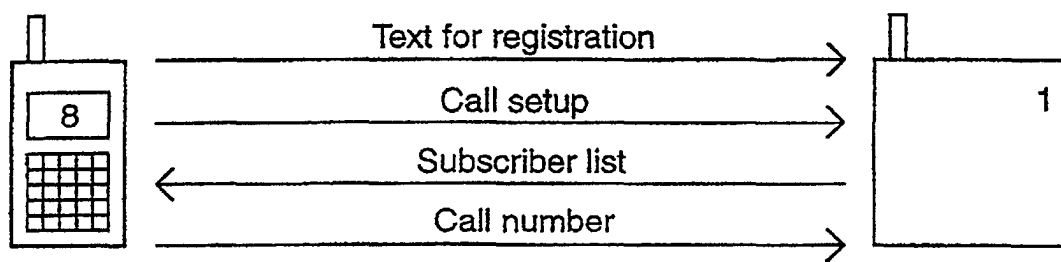 Text for registration
8
Call setup
1
Subscriber list
Call number